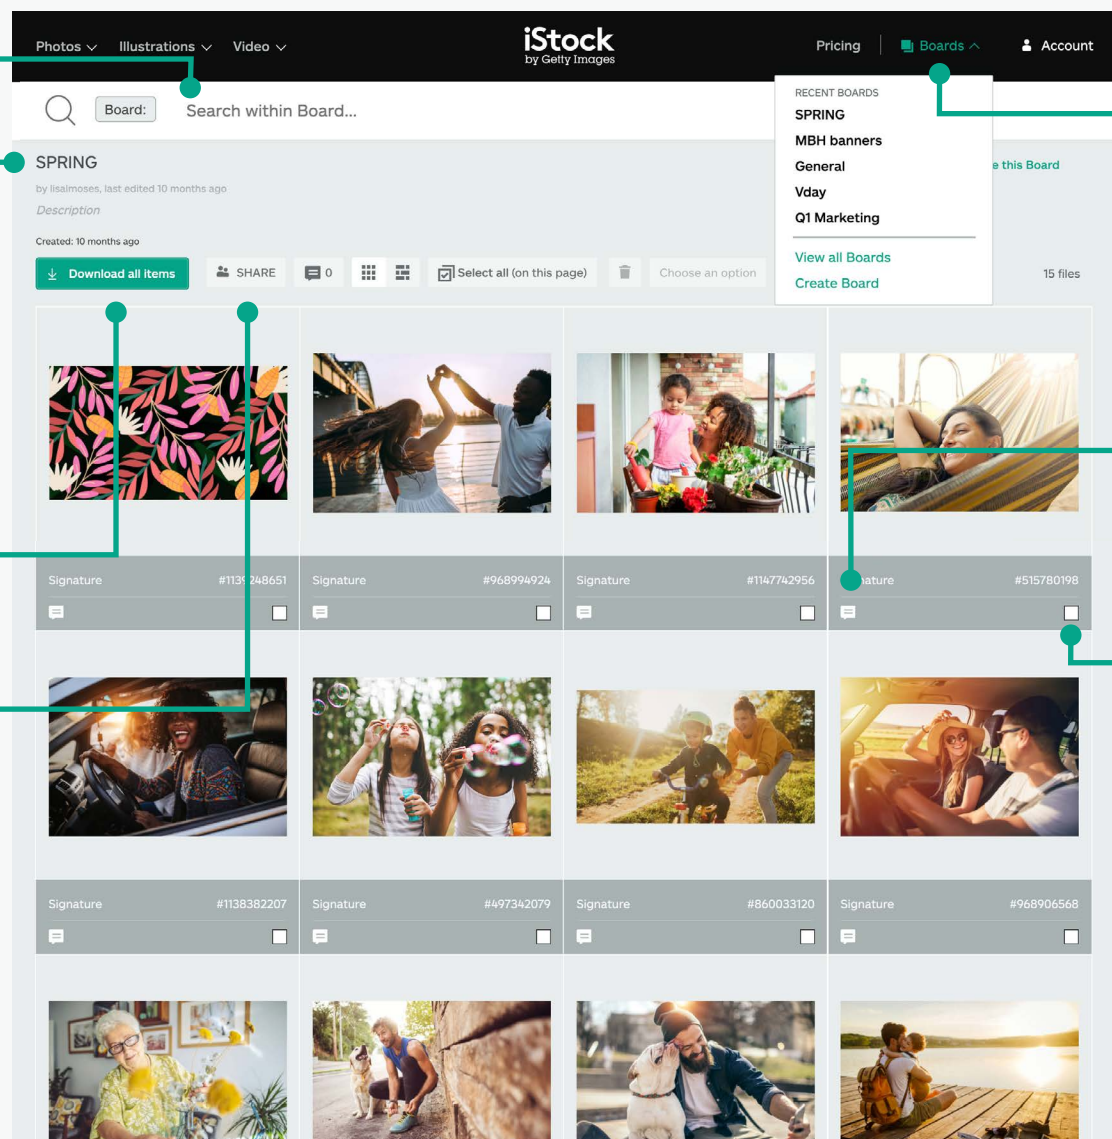 Photos Illustrations Video
iStock
by Getty Images
Pricing Boards Account
Board: Search within Board...
RECENT BOARDS
SPRING
MBH banners
General
Vday
Q1 Marketing
View all Boards
Create Board
SPRING
e this Board
by lisalmoses, last edited 10 months ago
Description
Created: 10 months ago
Download all items SHARE 0 Select all (on this page) Choose an option 15 files
Signature #1139248651 Signature #968994924 Signature #1147742956 nature #515780198
Signature #1138382207 Signature #497342079 Signature #860033120 Signature #968906568